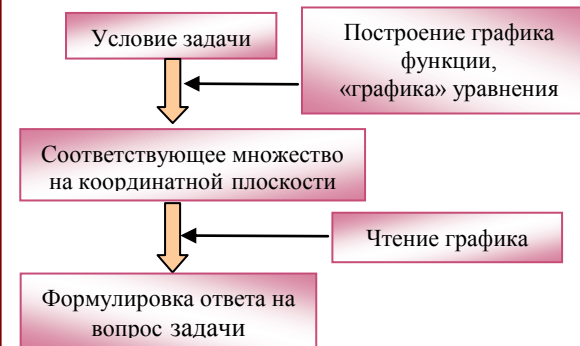 Условие задачи
Построение графика
функции,
«графика» уравнения
Соответствующее множество
на координатной плоскости
Чтение графика
Формулировка ответа на
вопрос задачи